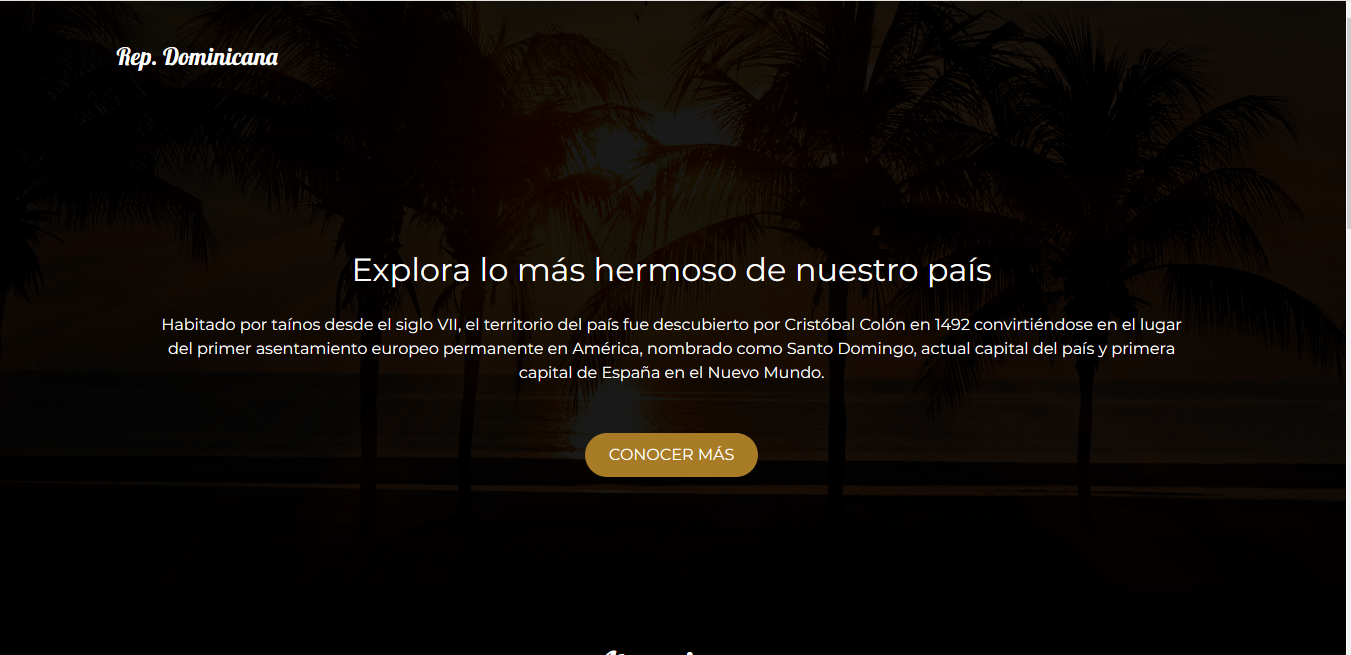 Rep. Dominicana
Explora lo más hermoso de nuestro país
Habitado por taínos desde el siglo VII, el territorio del país fue descubierto por Cristóbal Colón en 1492 convirtiéndose en el lugar
del primer asentamiento europeo permanente en América, nombrado como Santo Domingo, actual capital del país y primera
capital de España en el Nuevo Mundo.
CONOCER MÁS